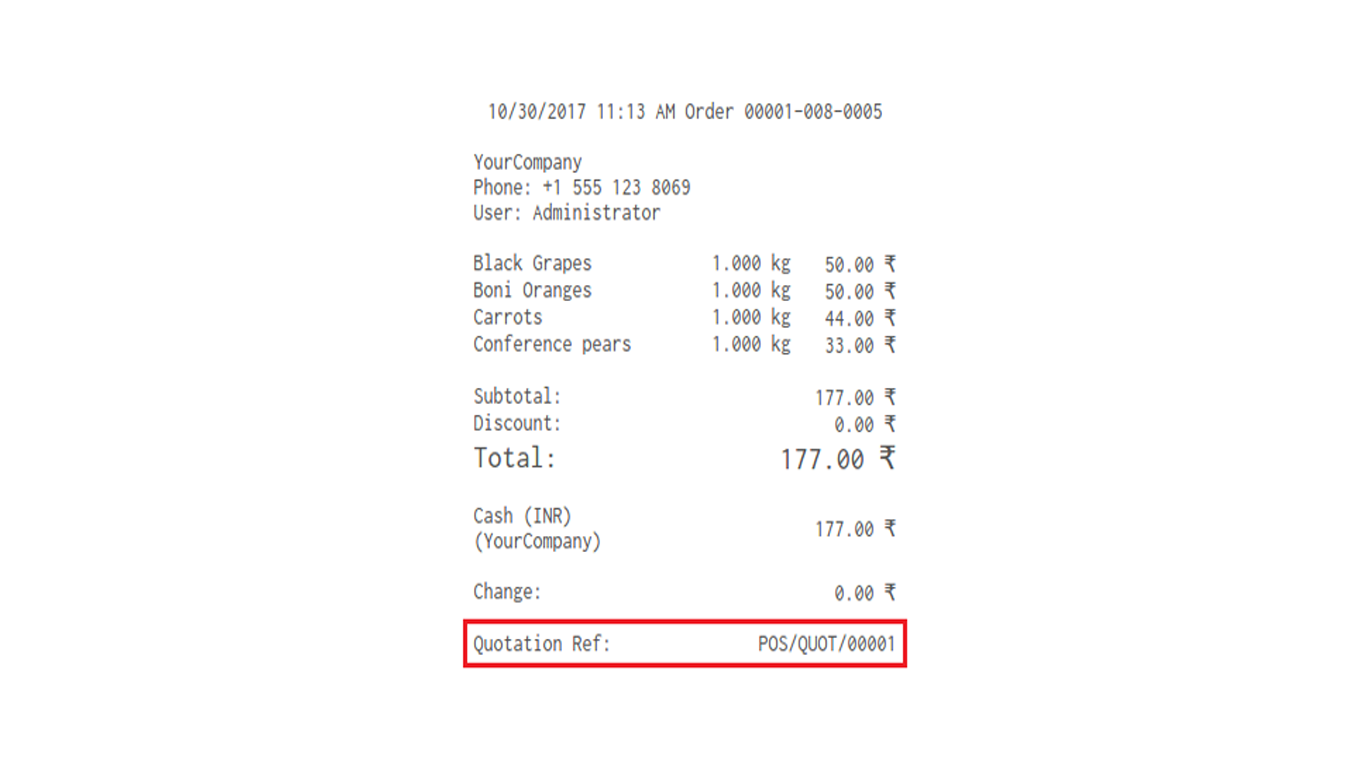 10/30/2017 11:13 AM Order 00001-008-0005
YourCompany
Phone: +1 555 123 8069
User: Administrator
Black Grapes 1.000 kg 50.00 ₹
Boni Oranges 1.000 kg 50.00 ₹
Carrots 1.000 kg 44.00 ₹
Conference pears 1.000 kg 33.00 ₹
Subtotal: 177.00 ₹
Discount: 0.00 ₹
Total: 177.00 ₹
Cash (INR)
(YourCompany) 177.00 ₹
Change: 0.00 ₹
Quotation Ref: POS/QUOT/00001